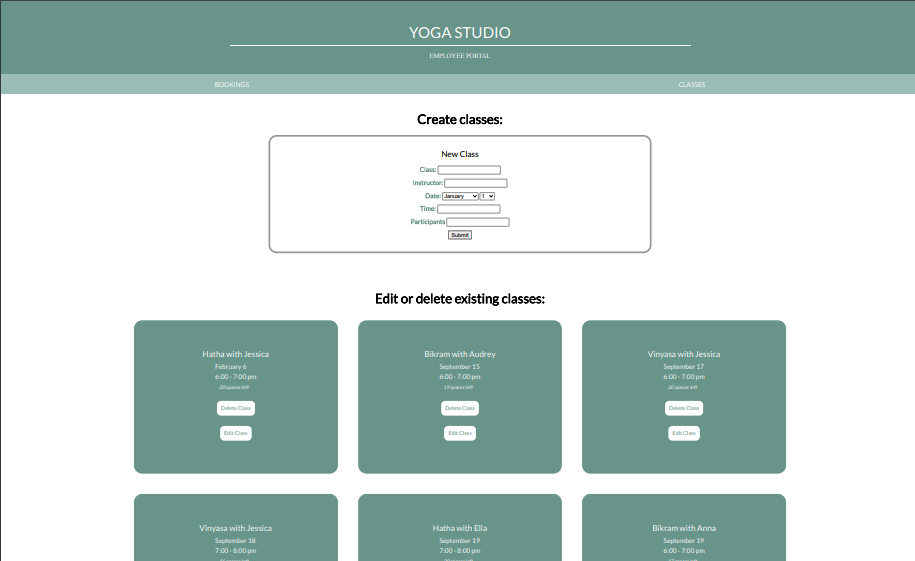 YOGA STUDIO
EMPLOYEE PORTAL
BOOKINGS CLASSES
Create classes:
New Class
Class:
Instructor:
Date: January 1
Time:
Participants
Submit
Edit or delete existing classes:
Hatha with Jessica
February 6
6:00 - 7:00 pm
20 spaces left
Delete Class
Edit Class
Bikram with Audrey
September 15
6:00 - 7:00 pm
19 spaces left
Delete Class
Edit Class
Vinyasa with Jessica
September 17
6:00 - 7:00 pm
20 spaces left
Delete Class
Edit Class
Vinyasa with Jessica
September 18
7:00 - 8:00 pm
Hatha with Ella
September 19
7:00 - 8:00 pm
Bikram with Anna
September 19
6:00 - 7:00 pm